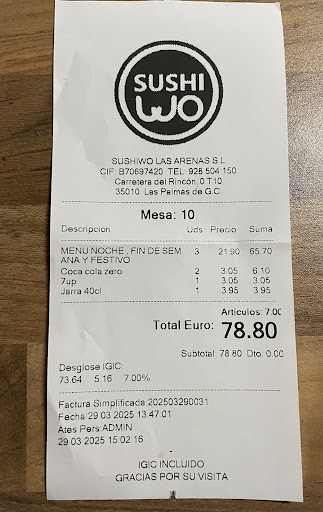 SUSHI
WO
SUSHIWO LAS ARENAS S.L
CIF: B70697420 TEL: 928 504 150
Carretera del Rincón, 0 T10
35010 Las Palmas de G.C.
Mesa: 10
Descripcion Uds Precio Suma
MENU NOCHE , FIN DE SEM 3 21.90 65.70
ANA Y FESTIVO
Coca cola zero 2 3.05 6.10
7up 1 3.05 3.05
Jarra 40cl 1 3.95 3.95
Articulos: 7.00
Total Euro: 78.80
Subtotal: 78.80 Dto: 0.00
Desglose IGIC:
73.64 5.16 7.00%
Factura Simplificada:202503290031
Fecha:29 03 2025 13.47.01
Ates Pers:ADMIN
29 03 2025 15:02:16
IGIC INCLUIDO
GRACIAS POR SU VISITA